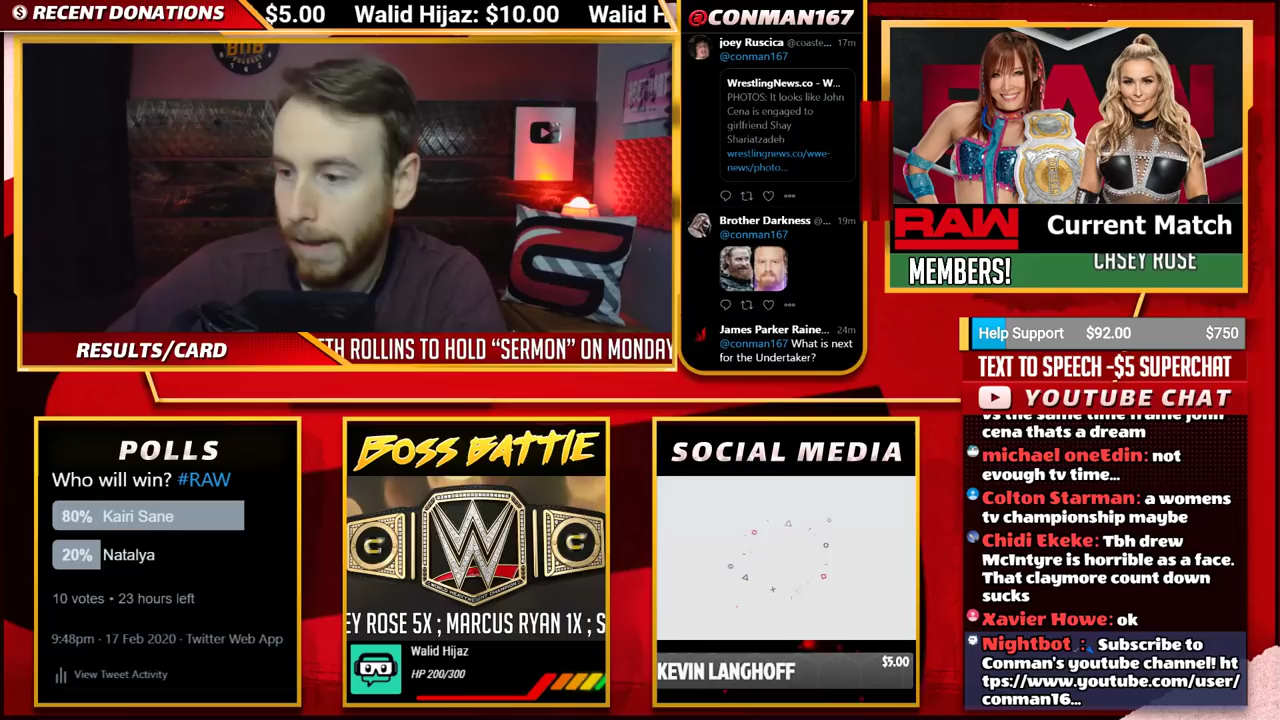 RECENT DONATIONS
$5.00 Walid Hijaz: $10.00 Walid H
@CONMAN167
joey Ruscica @coaste... 17m
@conman167
WrestlingNews.co - W...
PHOTOS: It looks like John
Cena is engaged to
girlfriend Shay
Shariatzadeh
wrestlingnews.co/wwe-
news/photo...
Brother Darkness @... 19m
@conman167
James Parker Raine... 24m
@conman167 What is next
for the Undertaker?
RAW
Current Match
MEMBERS!
CASEY ROSE
RESULTS/CARD
TH ROLLINS TO HOLD “SERMON” ON MONDAY
Help Support $92.00 $750
TEXT TO SPEECH -$5 SUPERCHAT
YOUTUBE CHAT
vs the same time frame john
cena thats a dream
michael oneEdin: not
evough tv time...
Colton Starman: a womens
tv championship maybe
Chidi Ekeke: Tbh drew
McIntyre is horrible as a face.
That claymore count down
sucks
Xavier Howe: ok
Nightbot : Subscribe to
Conman's youtube channel! ht
tps://www.youtube.com/user/
conman16...
POLLS
Who will win? #RAW
80% Kairi Sane
20% Natalya
10 votes • 23 hours left
9:48pm · 17 Feb 2020 · Twitter Web App
View Tweet Activity
BOSS BATTLE
EY ROSE 5X ; MARCUS RYAN 1X ; S
Walid Hijaz
HP 200/300
SOCIAL MEDIA
KEVIN LANGHOFF $5.00